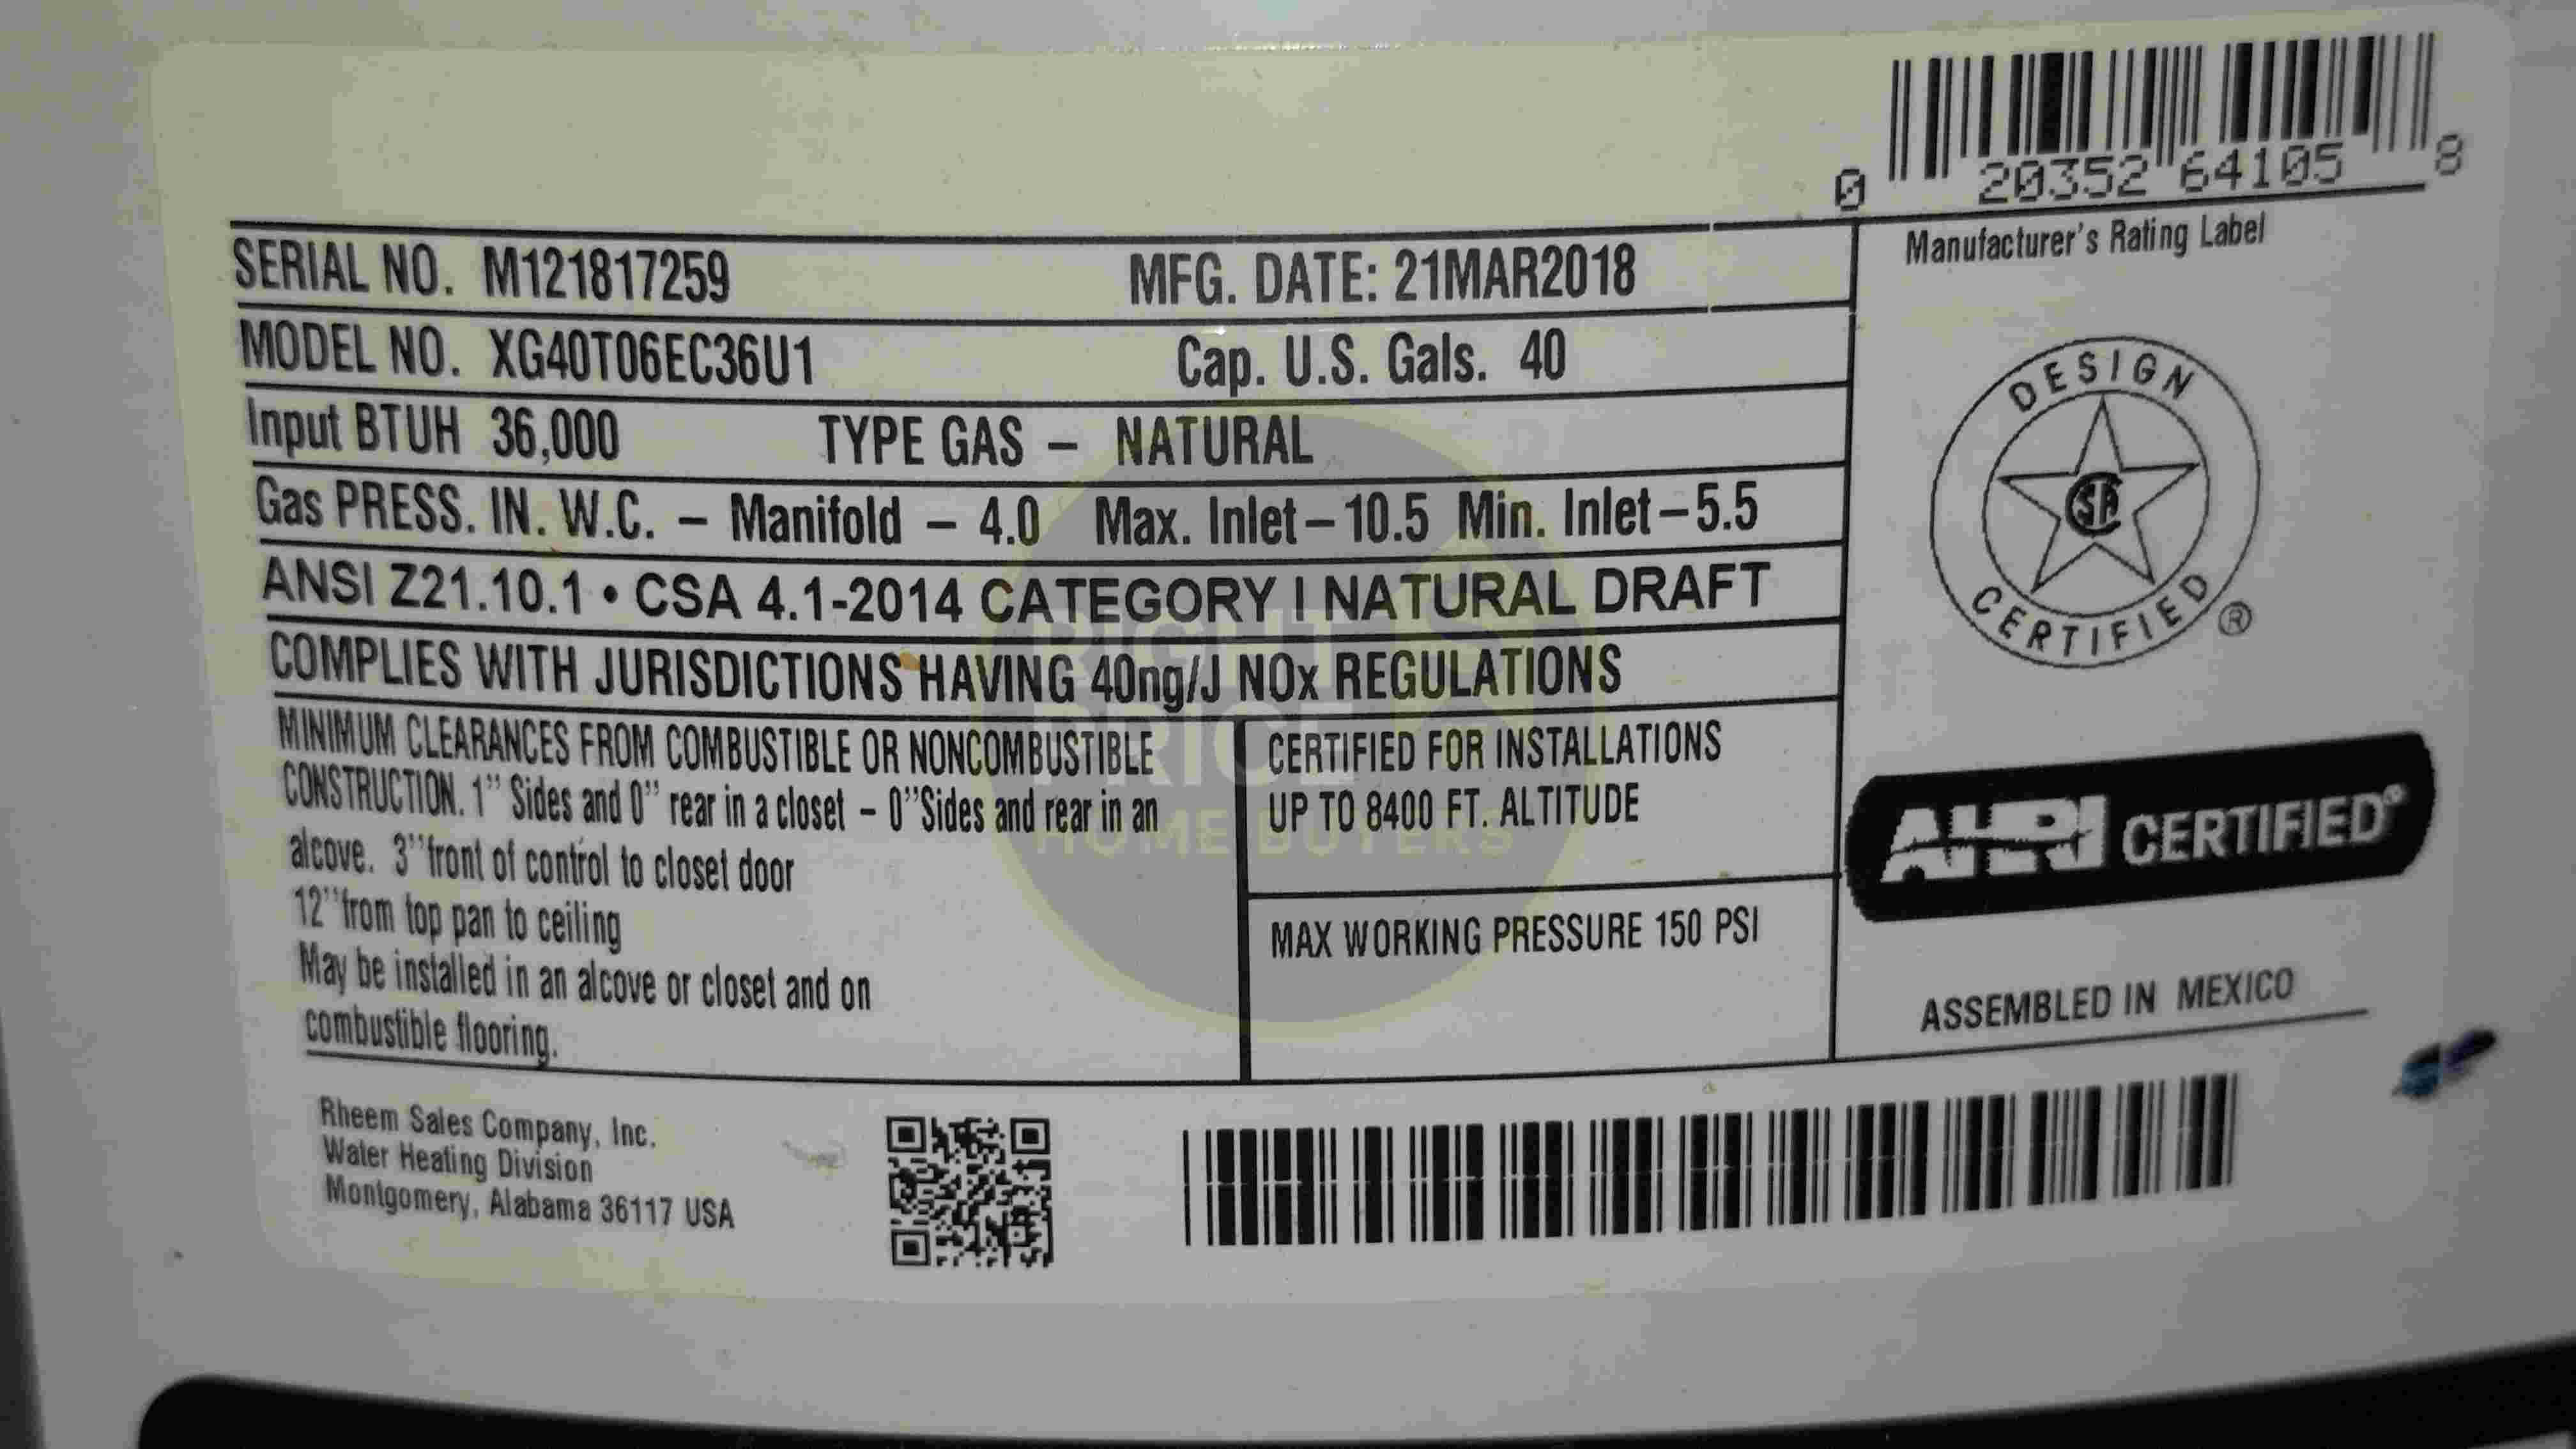 0 20352 64105 8
Manufacturer's Rating Label
SERIAL NO. M121817259 MFG. DATE: 21MAR2018
MODEL NO. XG40T06EC36U1 Cap. U.S. Gals. 40
Input BTUH 36,000 TYPE GAS – NATURAL
Gas PRESS. IN. W.C. – Manifold – 4.0 Max. Inlet – 10.5 Min. Inlet – 5.5
ANSI Z21.10.1 • CSA 4.1-2014 CATEGORY I NATURAL DRAFT
COMPLIES WITH JURISDICTIONS HAVING 40ng/J NOx REGULATIONS
MINIMUM CLEARANCES FROM COMBUSTIBLE OR NONCOMBUSTIBLE
CONSTRUCTION. 1" Sides and 0" rear in a closet – 0" Sides and rear in an
alcove. 3" front of control to closet door
12" from top pan to ceiling
May be installed in an alcove or closet and on
combustible flooring.
CERTIFIED FOR INSTALLATIONS
UP TO 8400 FT. ALTITUDE
MAX WORKING PRESSURE 150 PSI
DESIGN
CSA
CERTIFIED ®
AHRI CERTIFIED®
ASSEMBLED IN MEXICO
Rheem Sales Company, Inc.
Water Heating Division
Montgomery, Alabama 36117 USA
RIGHT
PRICE
HOME BUYERS